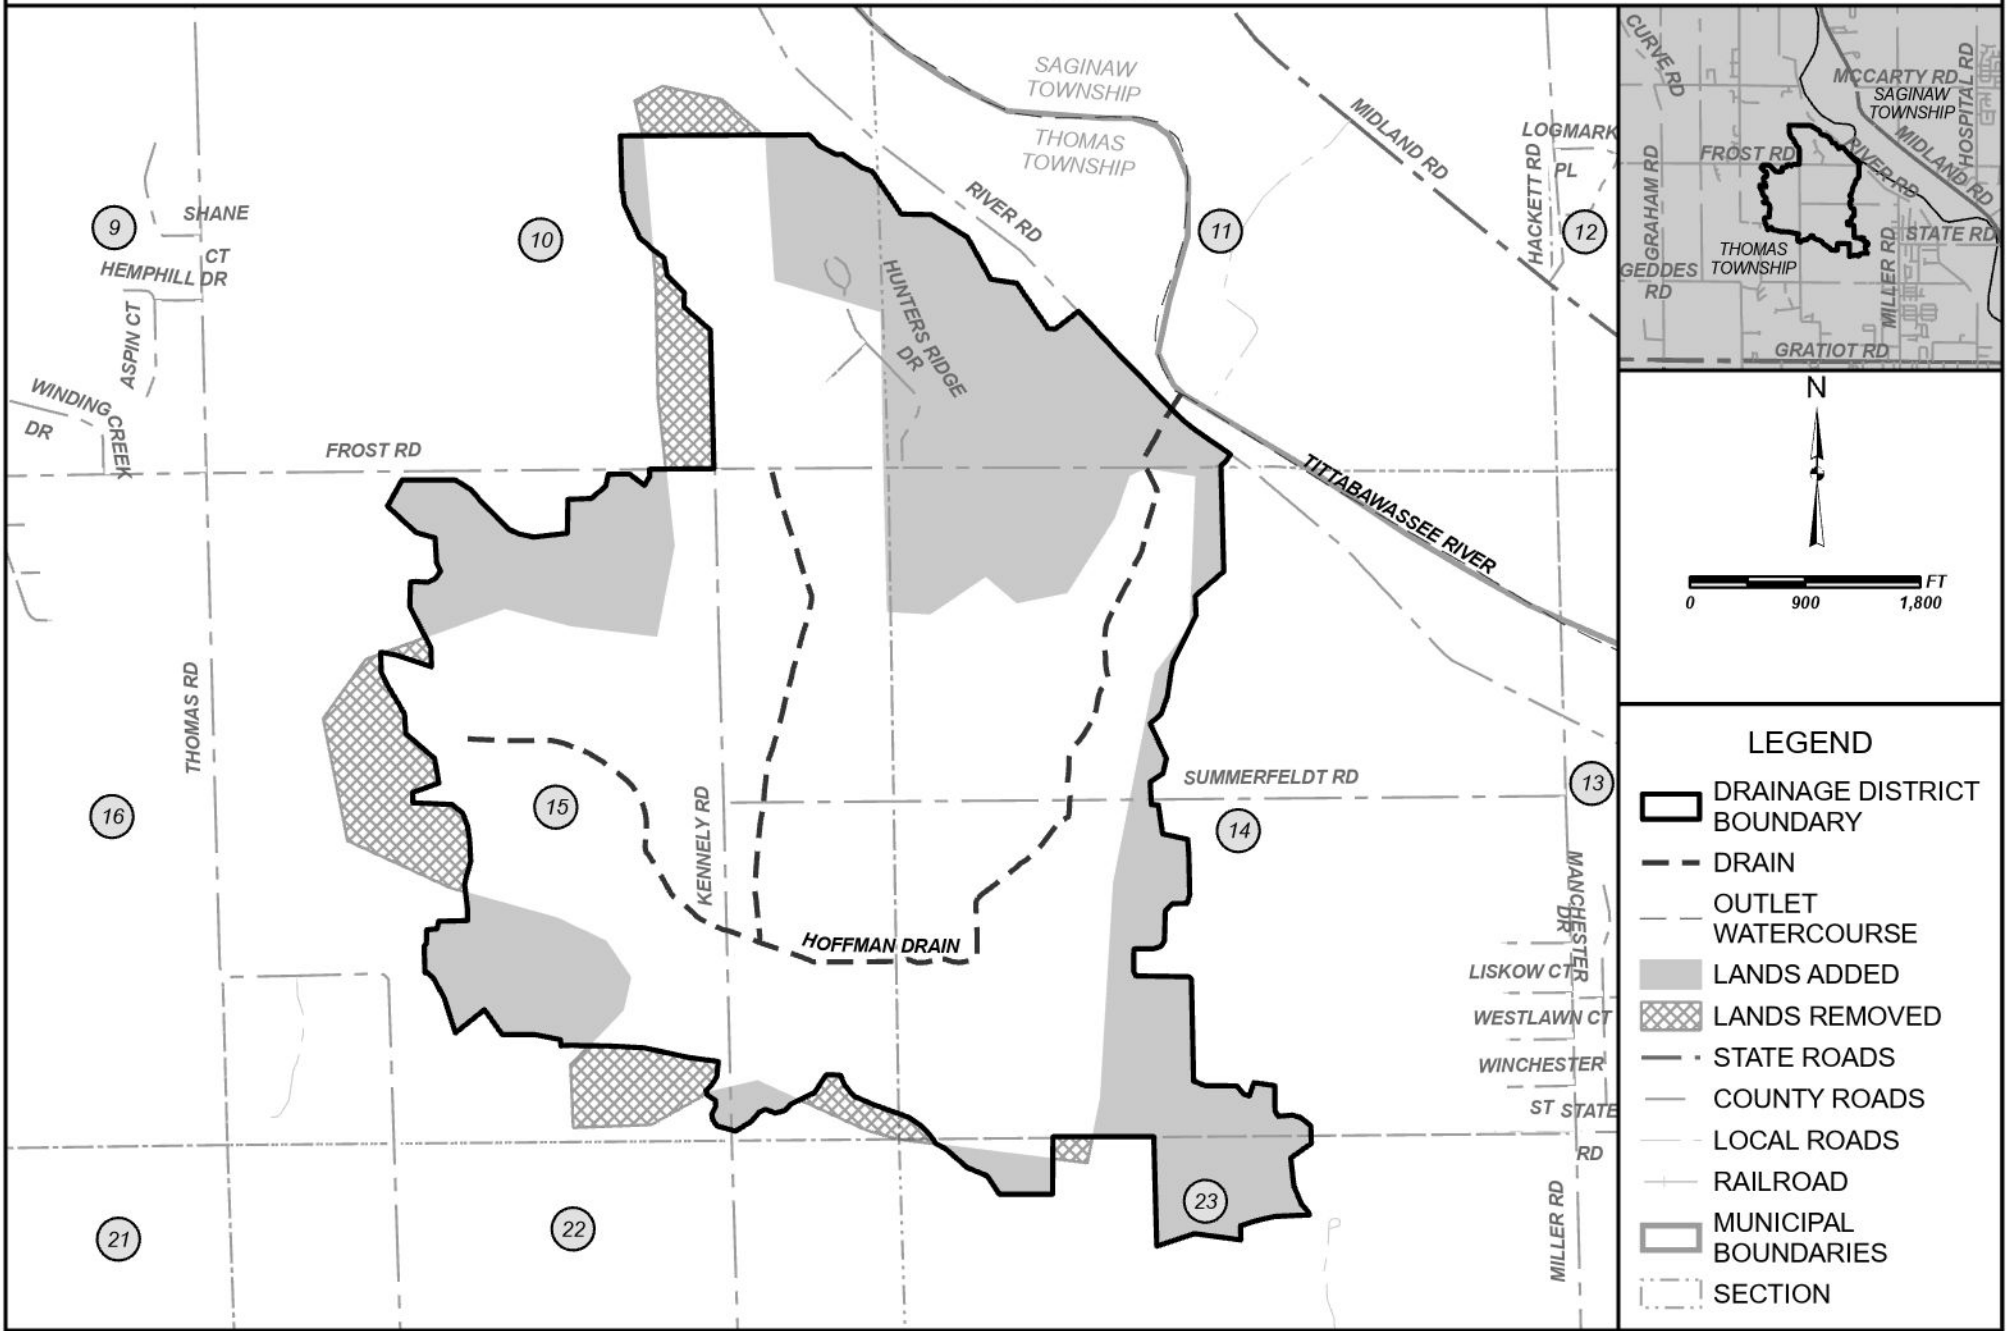 SAGINAW
TOWNSHIP
THOMAS
TOWNSHIP
MIDLAND RD
LOGMARK
PL
HACKETT RD
RIVER RD
9
10
11
12
SHANE
CT
HEMPHILL DR
ASPIN CT
WINDING
CREEK
DR
HUNTERS RIDGE
DR
FROST RD
TITTABAWASSEE RIVER
THOMAS RD
KENNELY RD
SUMMERFELDT RD
13
14
15
16
HOFFMAN DRAIN
MANCHESTER
DR
LISKOW CT
WESTLAWN CT
WINCHESTER
ST
STATE
RD
MILLER RD
21
22
23
CURVE RD
MCCARTY RD
SAGINAW
TOWNSHIP
HOSPITAL RD
MIDLAND RD
FROST RD
RIVER RD
GRAHAM RD
STATE RD
THOMAS
TOWNSHIP
GEDDES
RD
MILLER RD
GRATIOT RD
N
FT
0 900 1,800
LEGEND
DRAINAGE DISTRICT
BOUNDARY
DRAIN
OUTLET
WATERCOURSE
LANDS ADDED
LANDS REMOVED
STATE ROADS
COUNTY ROADS
LOCAL ROADS
RAILROAD
MUNICIPAL
BOUNDARIES
SECTION